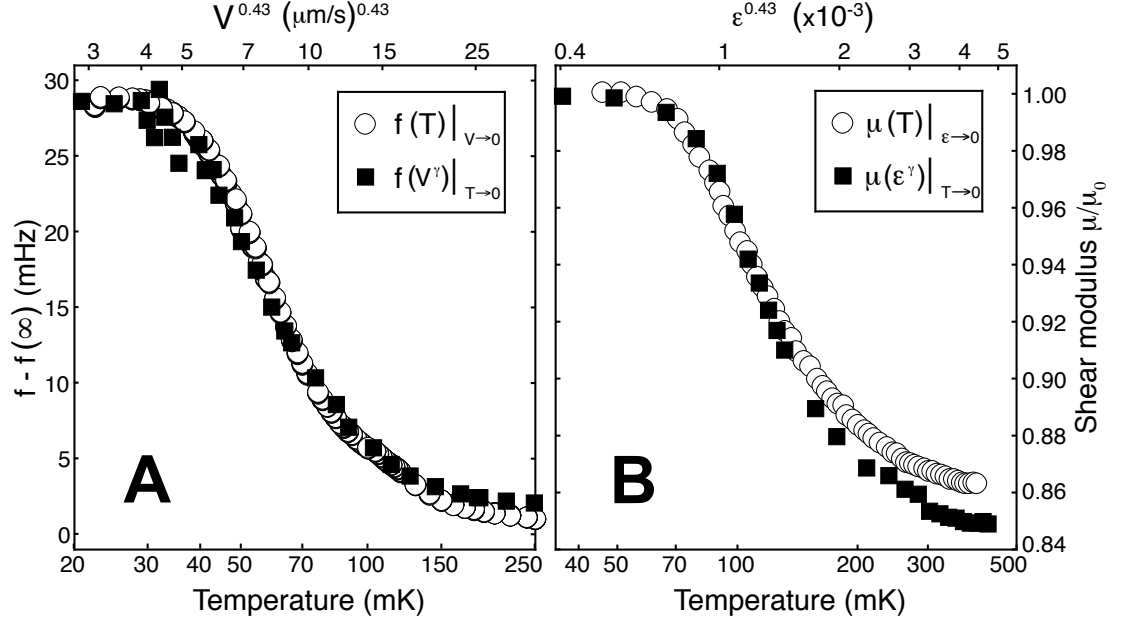 V^0.43 (μm/s)^0.43
3 4 5 7 10 15 25
30
25
20
15
10
5
0
f - f (∞) (mHz)
f (T)| V→0
f (V^γ)| T→0
A
20 30 40 50 70 100 150 250
Temperature (mK)
ε^0.43 (x10^-3)
0.4 1 2 3 4 5
μ (T)| ε→0
μ (ε^γ)| T→0
B
1.00
0.98
0.96
0.94
0.92
0.90
0.88
0.86
0.84
Shear modulus μ/μ_0
40 50 70 100 200 300 500
Temperature (mK)